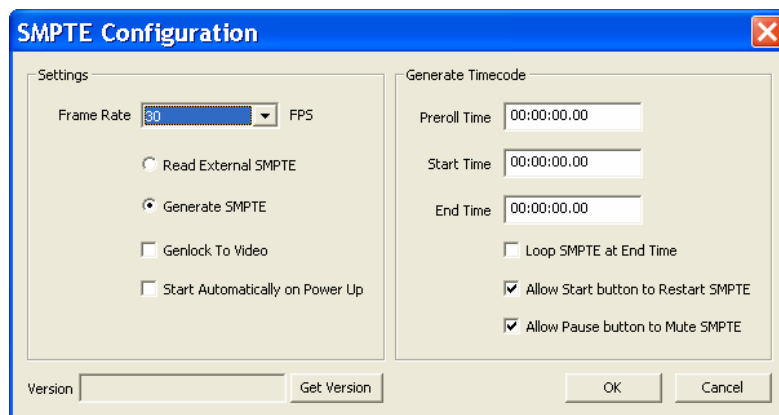 SMPTE Configuration
Settings
Frame Rate 30 FPS
Read External SMPTE
Generate SMPTE
Genlock To Video
Start Automatically on Power Up
Generate Timecode
Preroll Time 00:00:00.00
Start Time 00:00:00.00
End Time 00:00:00.00
Loop SMPTE at End Time
Allow Start button to Restart SMPTE
Allow Pause button to Mute SMPTE
Version Get Version
OK Cancel